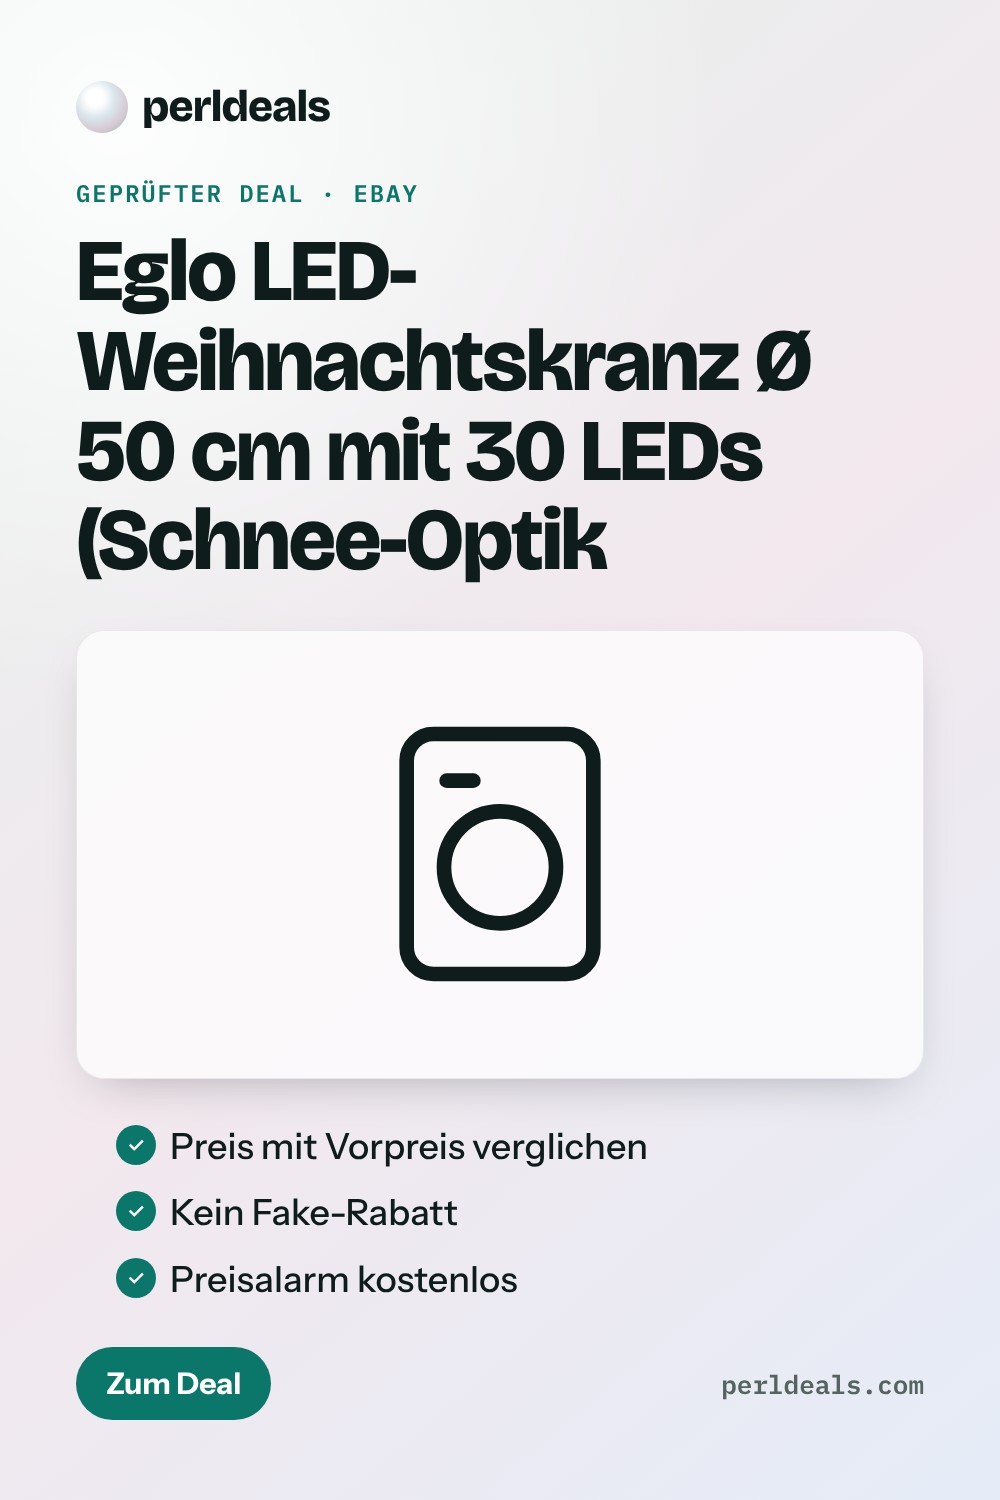 perldeals
GEPRÜFTER DEAL · EBAY
Eglo LED-
Weihnachtskranz Ø
50 cm mit 30 LEDs
(Schnee-Optik
Preis mit Vorpreis verglichen
Kein Fake-Rabatt
Preisalarm kostenlos
Zum Deal
perldeals.com